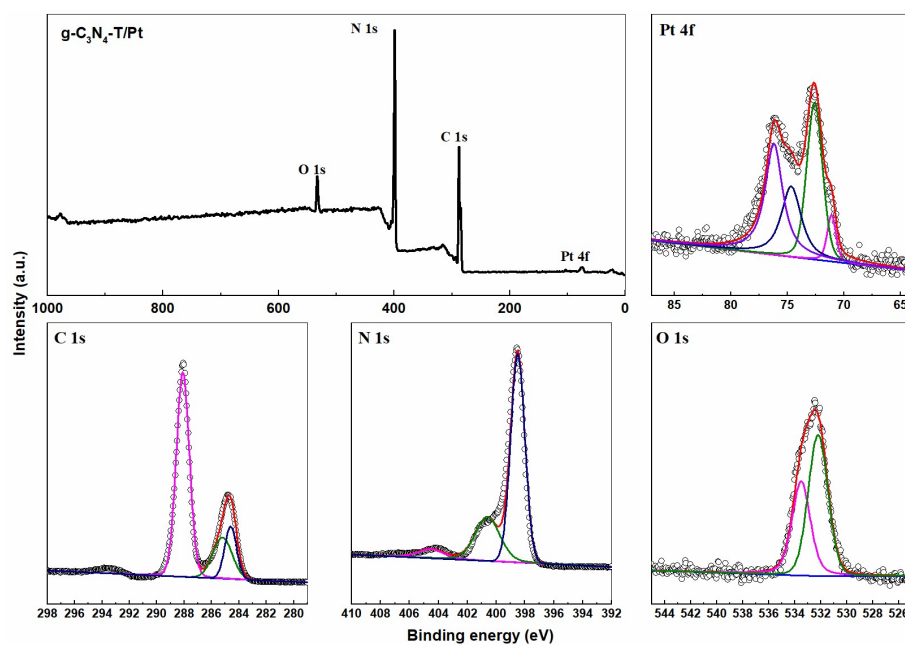 g-C₃N₄-T/Pt
N 1s
O 1s
C 1s
Pt 4f
1000 800 600 400 200 0
Pt 4f
85 80 75 70 65
Intensity (a.u.)
C 1s
298 296 294 292 290 288 286 284 282 280
N 1s
410 408 406 404 402 400 398 396 394 392
O 1s
544 542 540 538 536 534 532 530 528 526
Binding energy (eV)